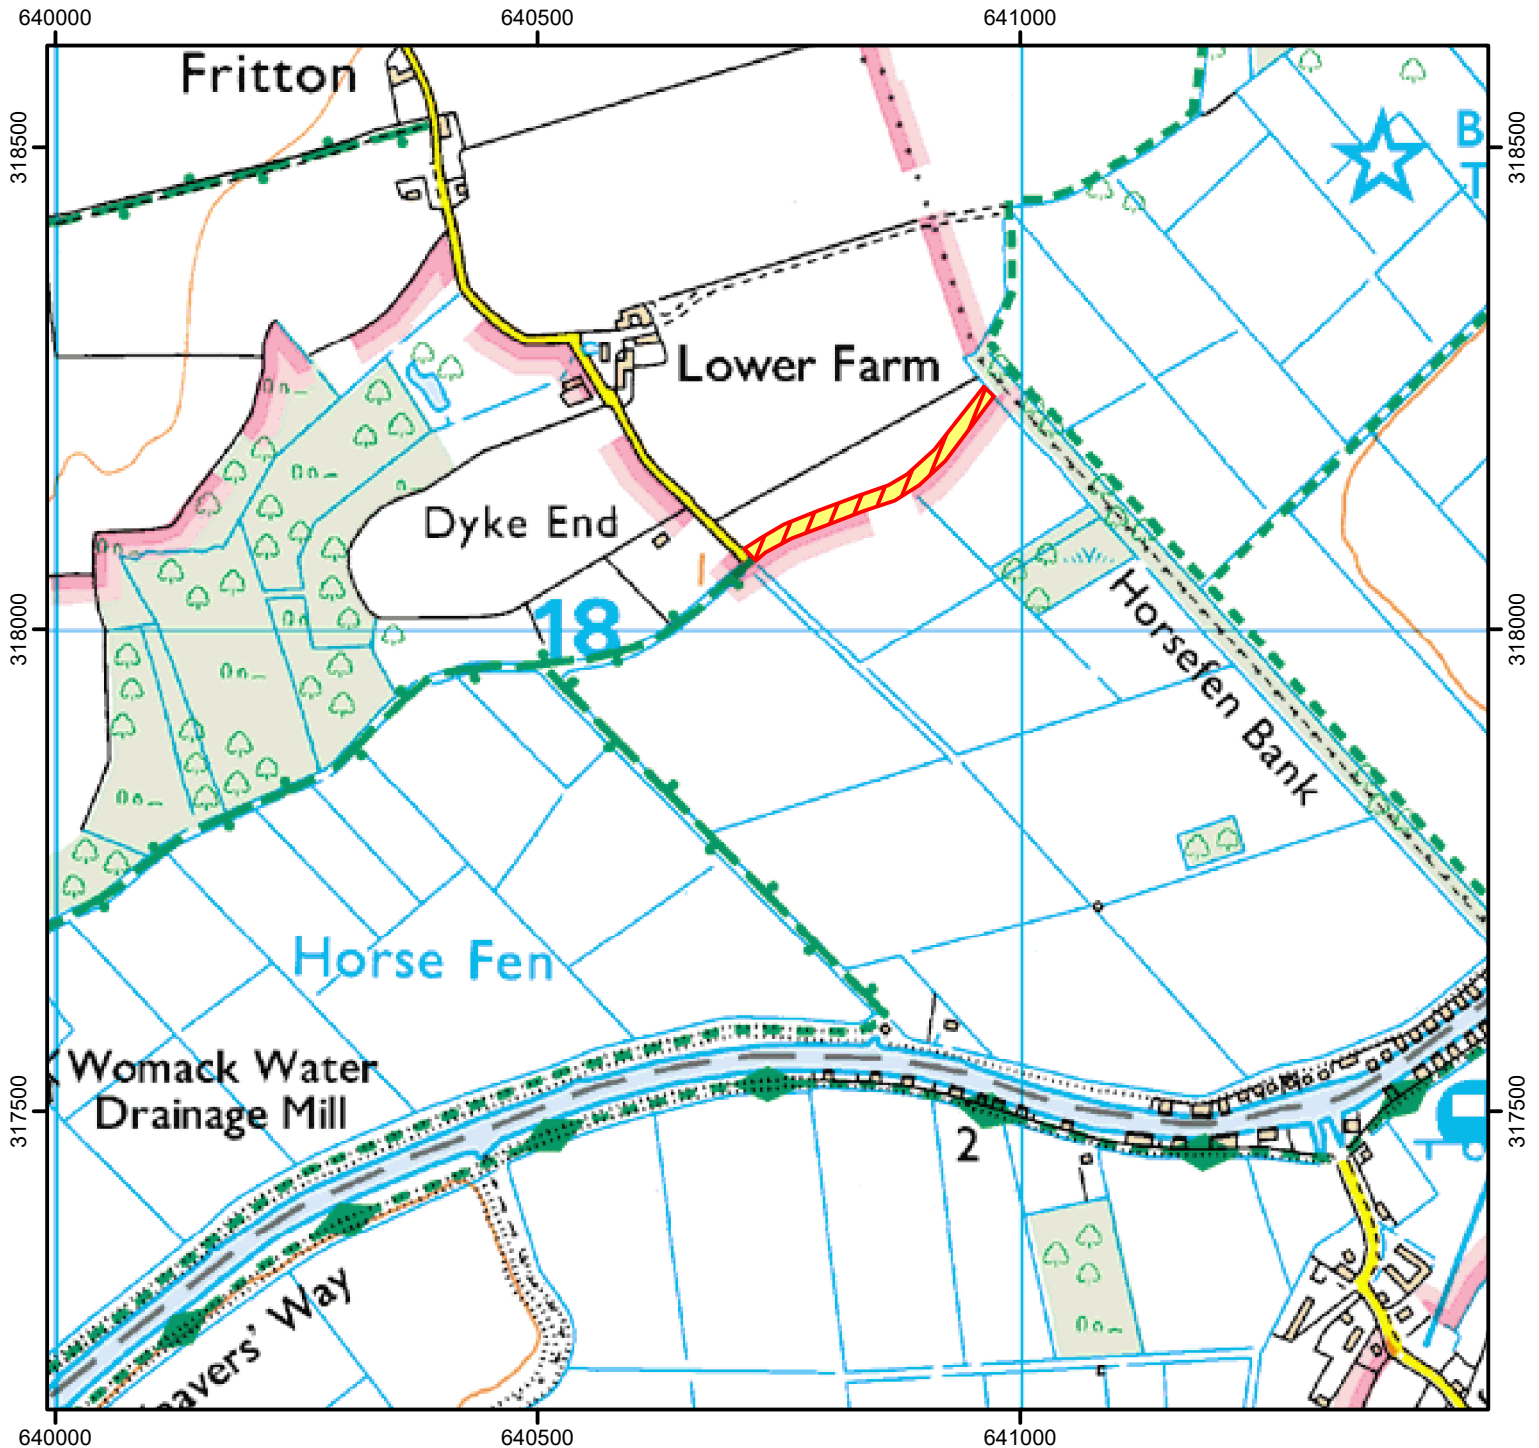 640000
640500
641000
Fritton
B
T
318500
318500
Lower Farm
Dyke End
18
318000
318000
Horsefen Bank
Horse Fen
Womack Water
Drainage Mill
317500
317500
2
eavers' Way
640000
640500
641000